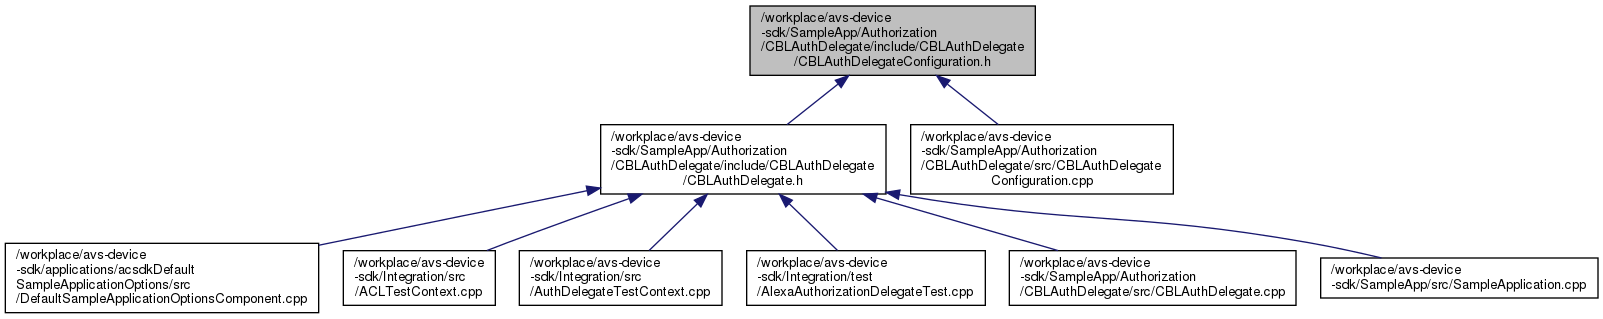 /workplace/avs-device
-sdk/SampleApp/Authorization
/CBLAuthDelegate/include/CBLAuthDelegate
/CBLAuthDelegateConfiguration.h
/workplace/avs-device
-sdk/SampleApp/Authorization
/CBLAuthDelegate/include/CBLAuthDelegate
/CBLAuthDelegate.h
/workplace/avs-device
-sdk/SampleApp/Authorization
/CBLAuthDelegate/src/CBLAuthDelegate
Configuration.cpp
/workplace/avs-device
-sdk/applications/acsdkDefault
SampleApplicationOptions/src
/DefaultSampleApplicationOptionsComponent.cpp
/workplace/avs-device
-sdk/Integration/src
/ACLTestContext.cpp
/workplace/avs-device
-sdk/Integration/src
/AuthDelegateTestContext.cpp
/workplace/avs-device
-sdk/Integration/test
/AlexaAuthorizationDelegateTest.cpp
/workplace/avs-device
-sdk/SampleApp/Authorization
/CBLAuthDelegate/src/CBLAuthDelegate.cpp
/workplace/avs-device
-sdk/SampleApp/src/SampleApplication.cpp